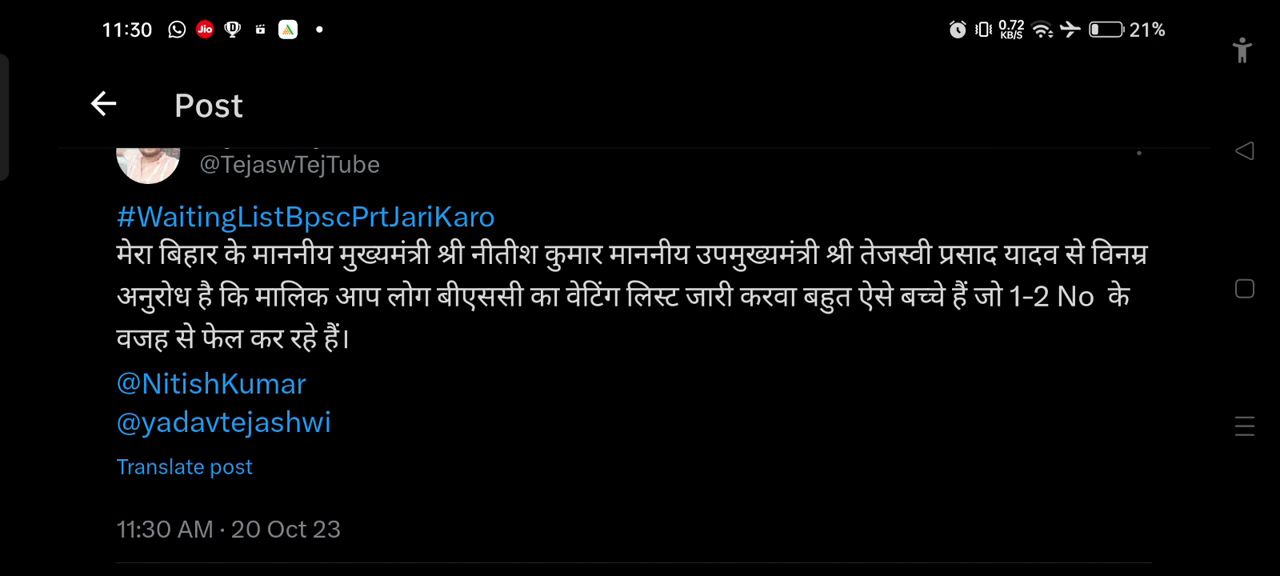 11:30 Jio D 0.72 KB/S 21%
Post
@TejaswTejTube
#WaitingListBpscPrtJariKaro
मेरा बिहार के माननीय मुख्यमंत्री श्री नीतीश कुमार माननीय उपमुख्यमंत्री श्री तेजस्वी प्रसाद यादव से विनम्र
अनुरोध है कि मालिक आप लोग बीएससी का वेटिंग लिस्ट जारी करवा बहुत ऐसे बच्चे हैं जो 1-2 No के
वजह से फेल कर रहे हैं।
@NitishKumar
@yadavtejashwi
Translate post
11:30 AM · 20 Oct 23